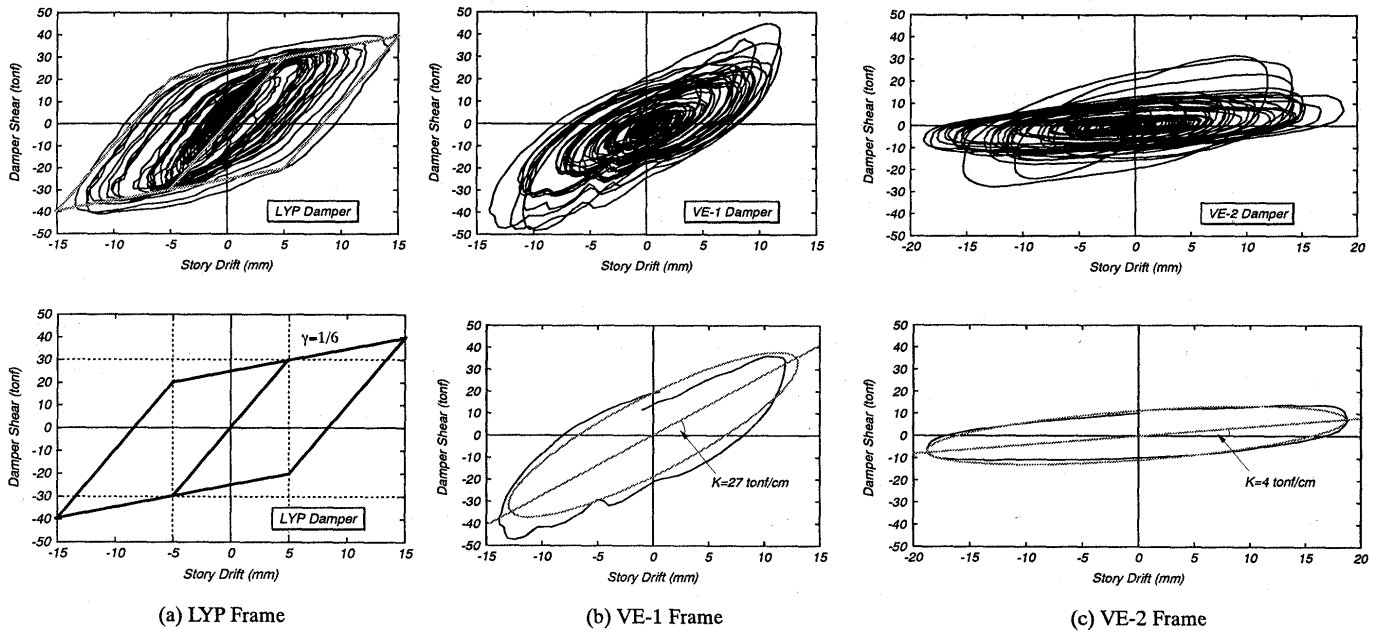 50
40
30
20
10
0
-10
-20
-30
-40
-50
Damper Shear (tonf)
LYP Damper
-15 -10 -5 0 5 10 15
Story Drift (mm)
50
40
30
20
10
0
-10
-20
-30
-40
-50
Damper Shear (tonf)
VE-1 Damper
-15 -10 -5 0 5 10 15
Story Drift (mm)
50
40
30
20
10
0
-10
-20
-30
-40
-50
Damper Shear (tonf)
VE-2 Damper
-20 -15 -10 -5 0 5 10 15 20
Story Drift (mm)
50
40
30
20
10
0
-10
-20
-30
-40
-50
Damper Shear (tonf)
γ=1/6
LYP Damper
-15 -10 -5 0 5 10 15
Story Drift (mm)
50
40
30
20
10
0
-10
-20
-30
-40
-50
Damper Shear (tonf)
K=27 tonf/cm
-15 -10 -5 0 5 10 15
Story Drift (mm)
50
40
30
20
10
0
-10
-20
-30
-40
-50
Damper Shear (tonf)
K=4 tonf/cm
-20 -15 -10 -5 0 5 10 15 20
Story Drift (mm)
(a) LYP Frame
(b) VE-1 Frame
(c) VE-2 Frame